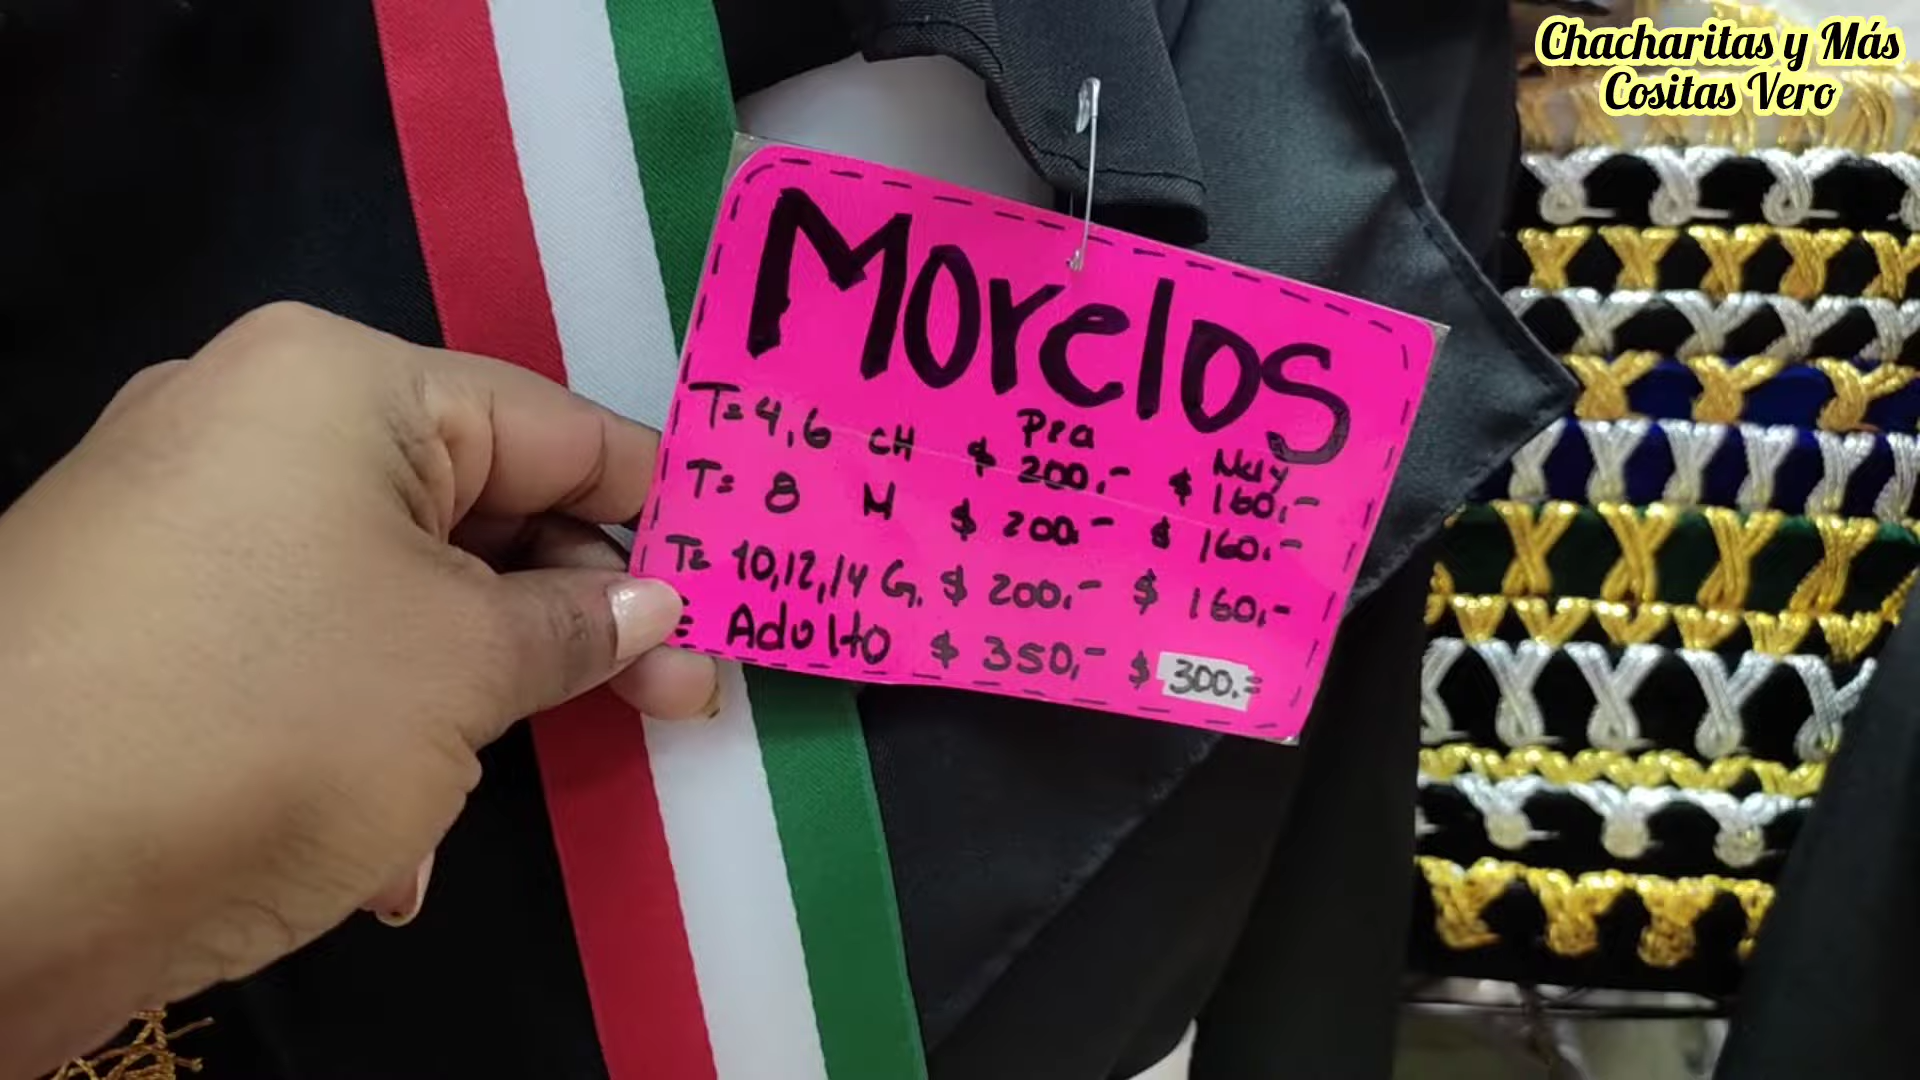 Chacharitas y Más
Cositas Vero
Morelos
Pza May
T= 4,6 CH $ 200.- $ 160.-
T= 8 M $ 200.- $ 160.-
T= 10,12,14 G. $ 200.- $ 160.-
= Adulto $ 350,- $ 300.=